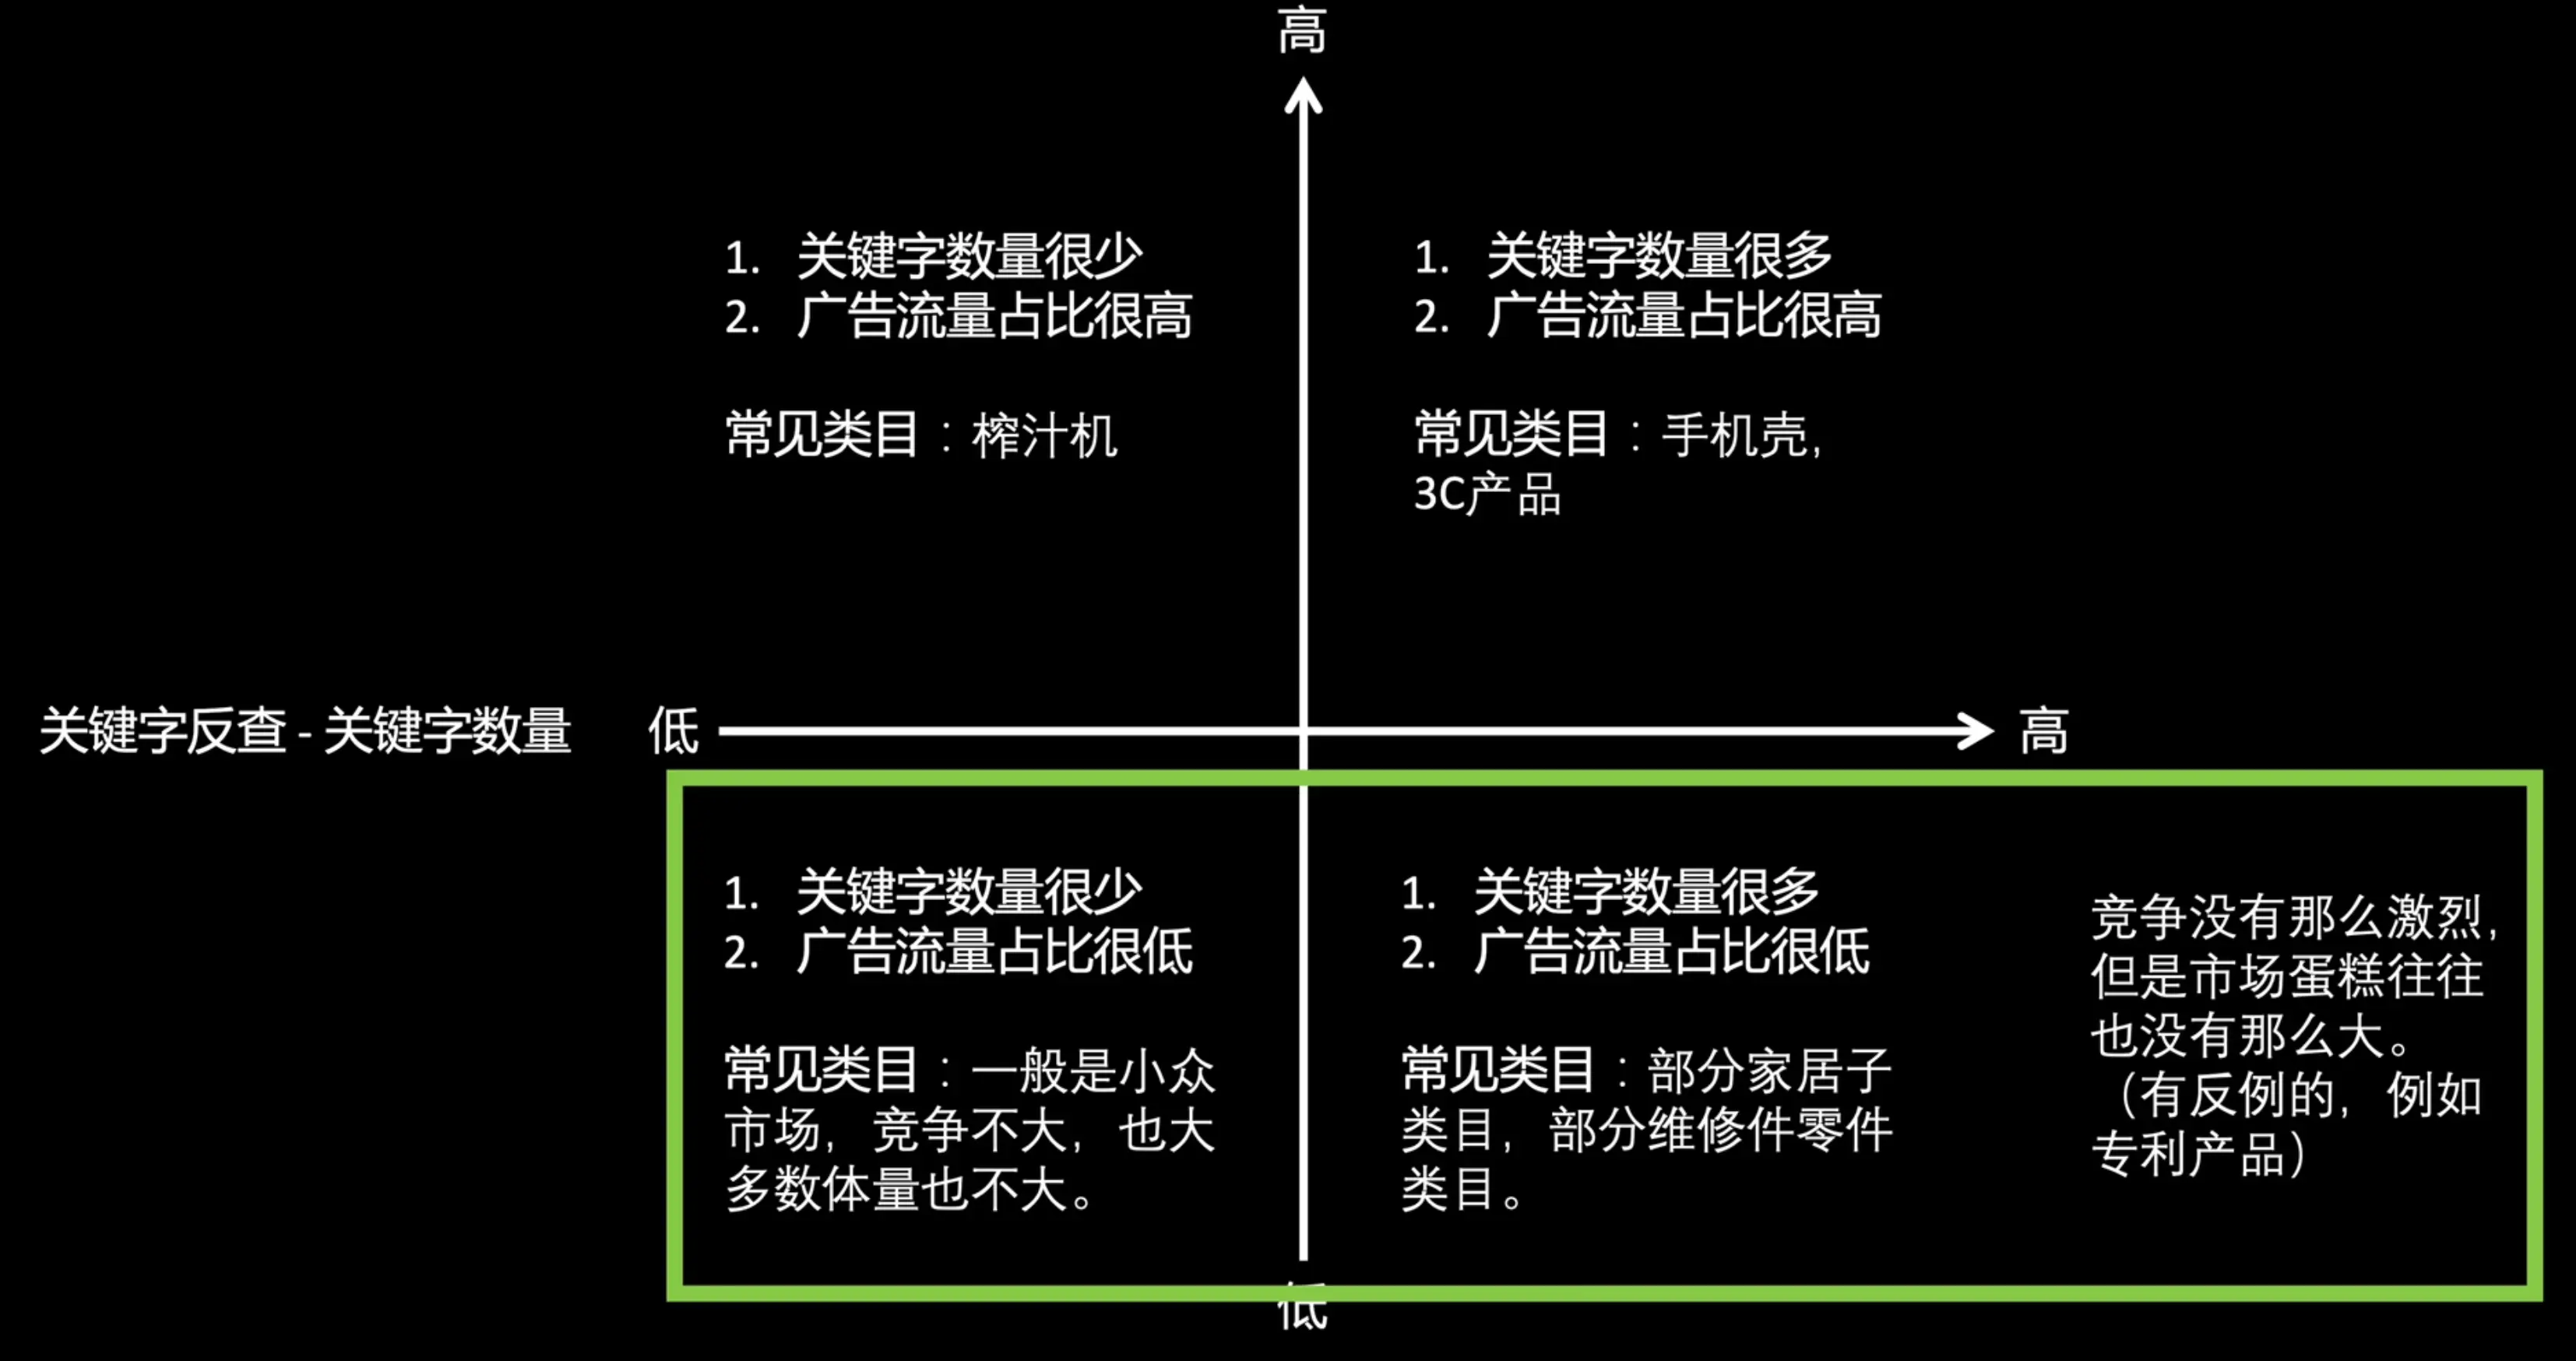 高
1. 关键字数量很少
2. 广告流量占比很高
常见类目：榨汁机
1. 关键字数量很多
2. 广告流量占比很高
常见类目：手机壳，
3C产品
关键字反查 - 关键字数量
低
高
1. 关键字数量很少
2. 广告流量占比很低
常见类目：一般是小众
市场，竞争不大，也大
多数体量也不大。
1. 关键字数量很多
2. 广告流量占比很低
常见类目：部分家居子
类目，部分维修件零件
类目。
竞争没有那么激烈，
但是市场蛋糕往往
也没有那么大。
（有反例的，例如
专利产品）
低